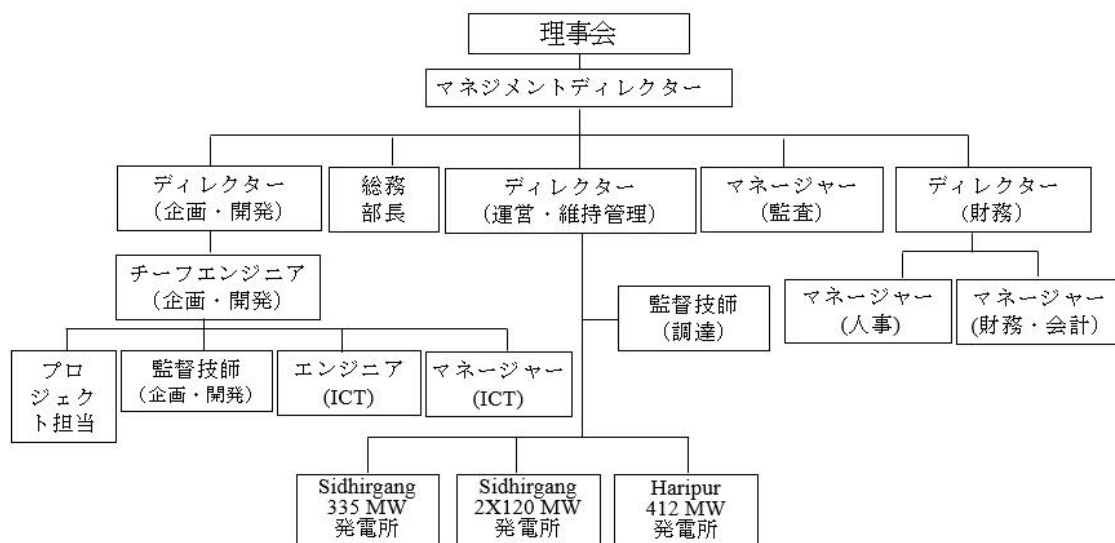 理事会
マネジメントディレクター
ディレクター
（企画・開発）
総務
部長
ディレクター
（運営・維持管理）
マネージャー
(監査)
ディレクター
(財務)
チーフエンジニア
（企画・開発）
監督技師
（調達）
マネージャー
(人事)
マネージャー
(財務・会計）
プロ
ジェク
ト担当
監督技師
(企画・開発)
エンジニア
(ICT)
マネージャー
(ICT)
Sidhirgang
335 MW
発電所
Sidhirgang
2X120 MW
発電所
Haripur
412 MW
発電所